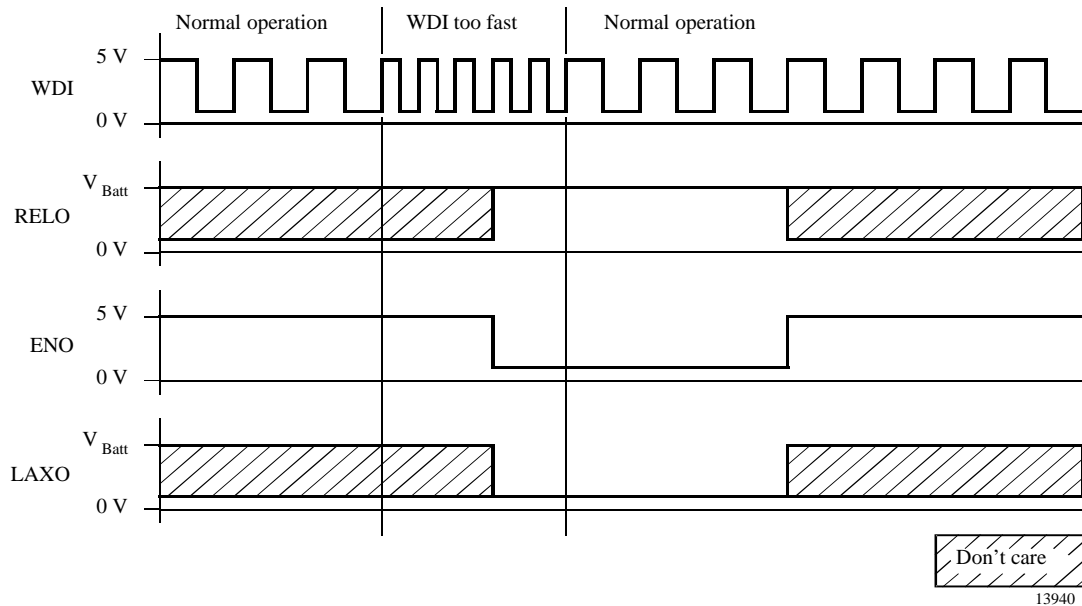 Normal operation WDI too fast Normal operation
5 V
WDI
0 V
V Batt
RELO
0 V
5 V
ENO
0 V
V Batt
LAXO
0 V
Don't care
13940